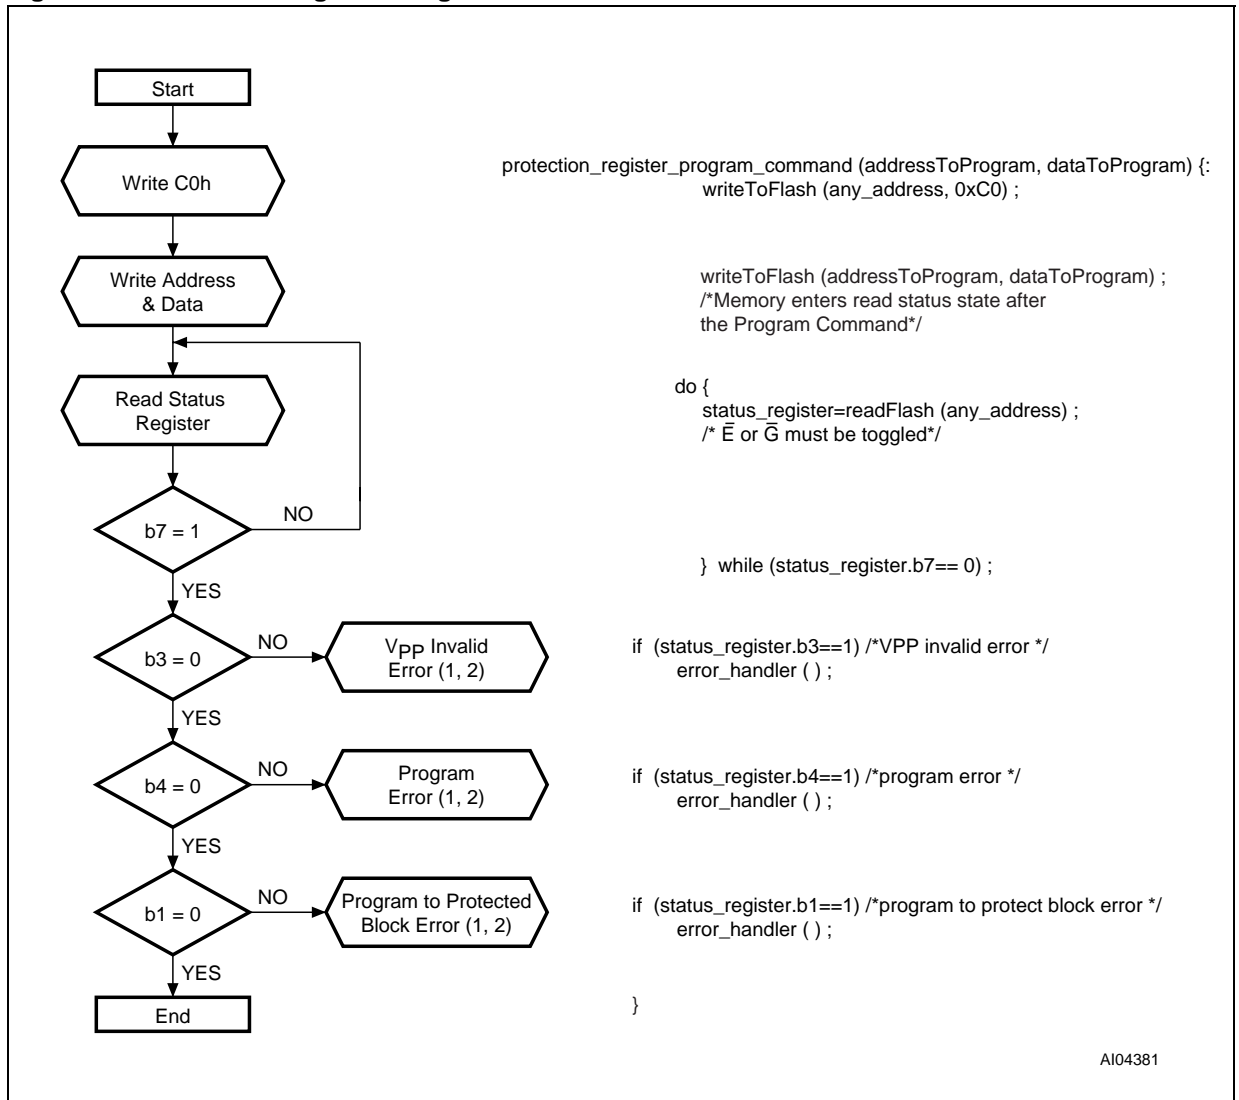 Start
Write C0h
protection_register_program_command (addressToProgram, dataToProgram) {:
writeToFlash (any_address, 0xC0) ;
Write Address
& Data
writeToFlash (addressToProgram, dataToProgram) ;
/*Memory enters read status state after
the Program Command*/
Read Status
Register
do {
status_register=readFlash (any_address) ;
/* E̅ or G̅ must be toggled*/
b7 = 1
NO
} while (status_register.b7== 0) ;
YES
b3 = 0
NO
VPP Invalid
Error (1, 2)
if (status_register.b3==1) /*VPP invalid error */
error_handler ( ) ;
YES
b4 = 0
NO
Program
Error (1, 2)
if (status_register.b4==1) /*program error */
error_handler ( ) ;
YES
b1 = 0
NO
Program to Protected
Block Error (1, 2)
if (status_register.b1==1) /*program to protect block error */
error_handler ( ) ;
YES
End
}
AI04381